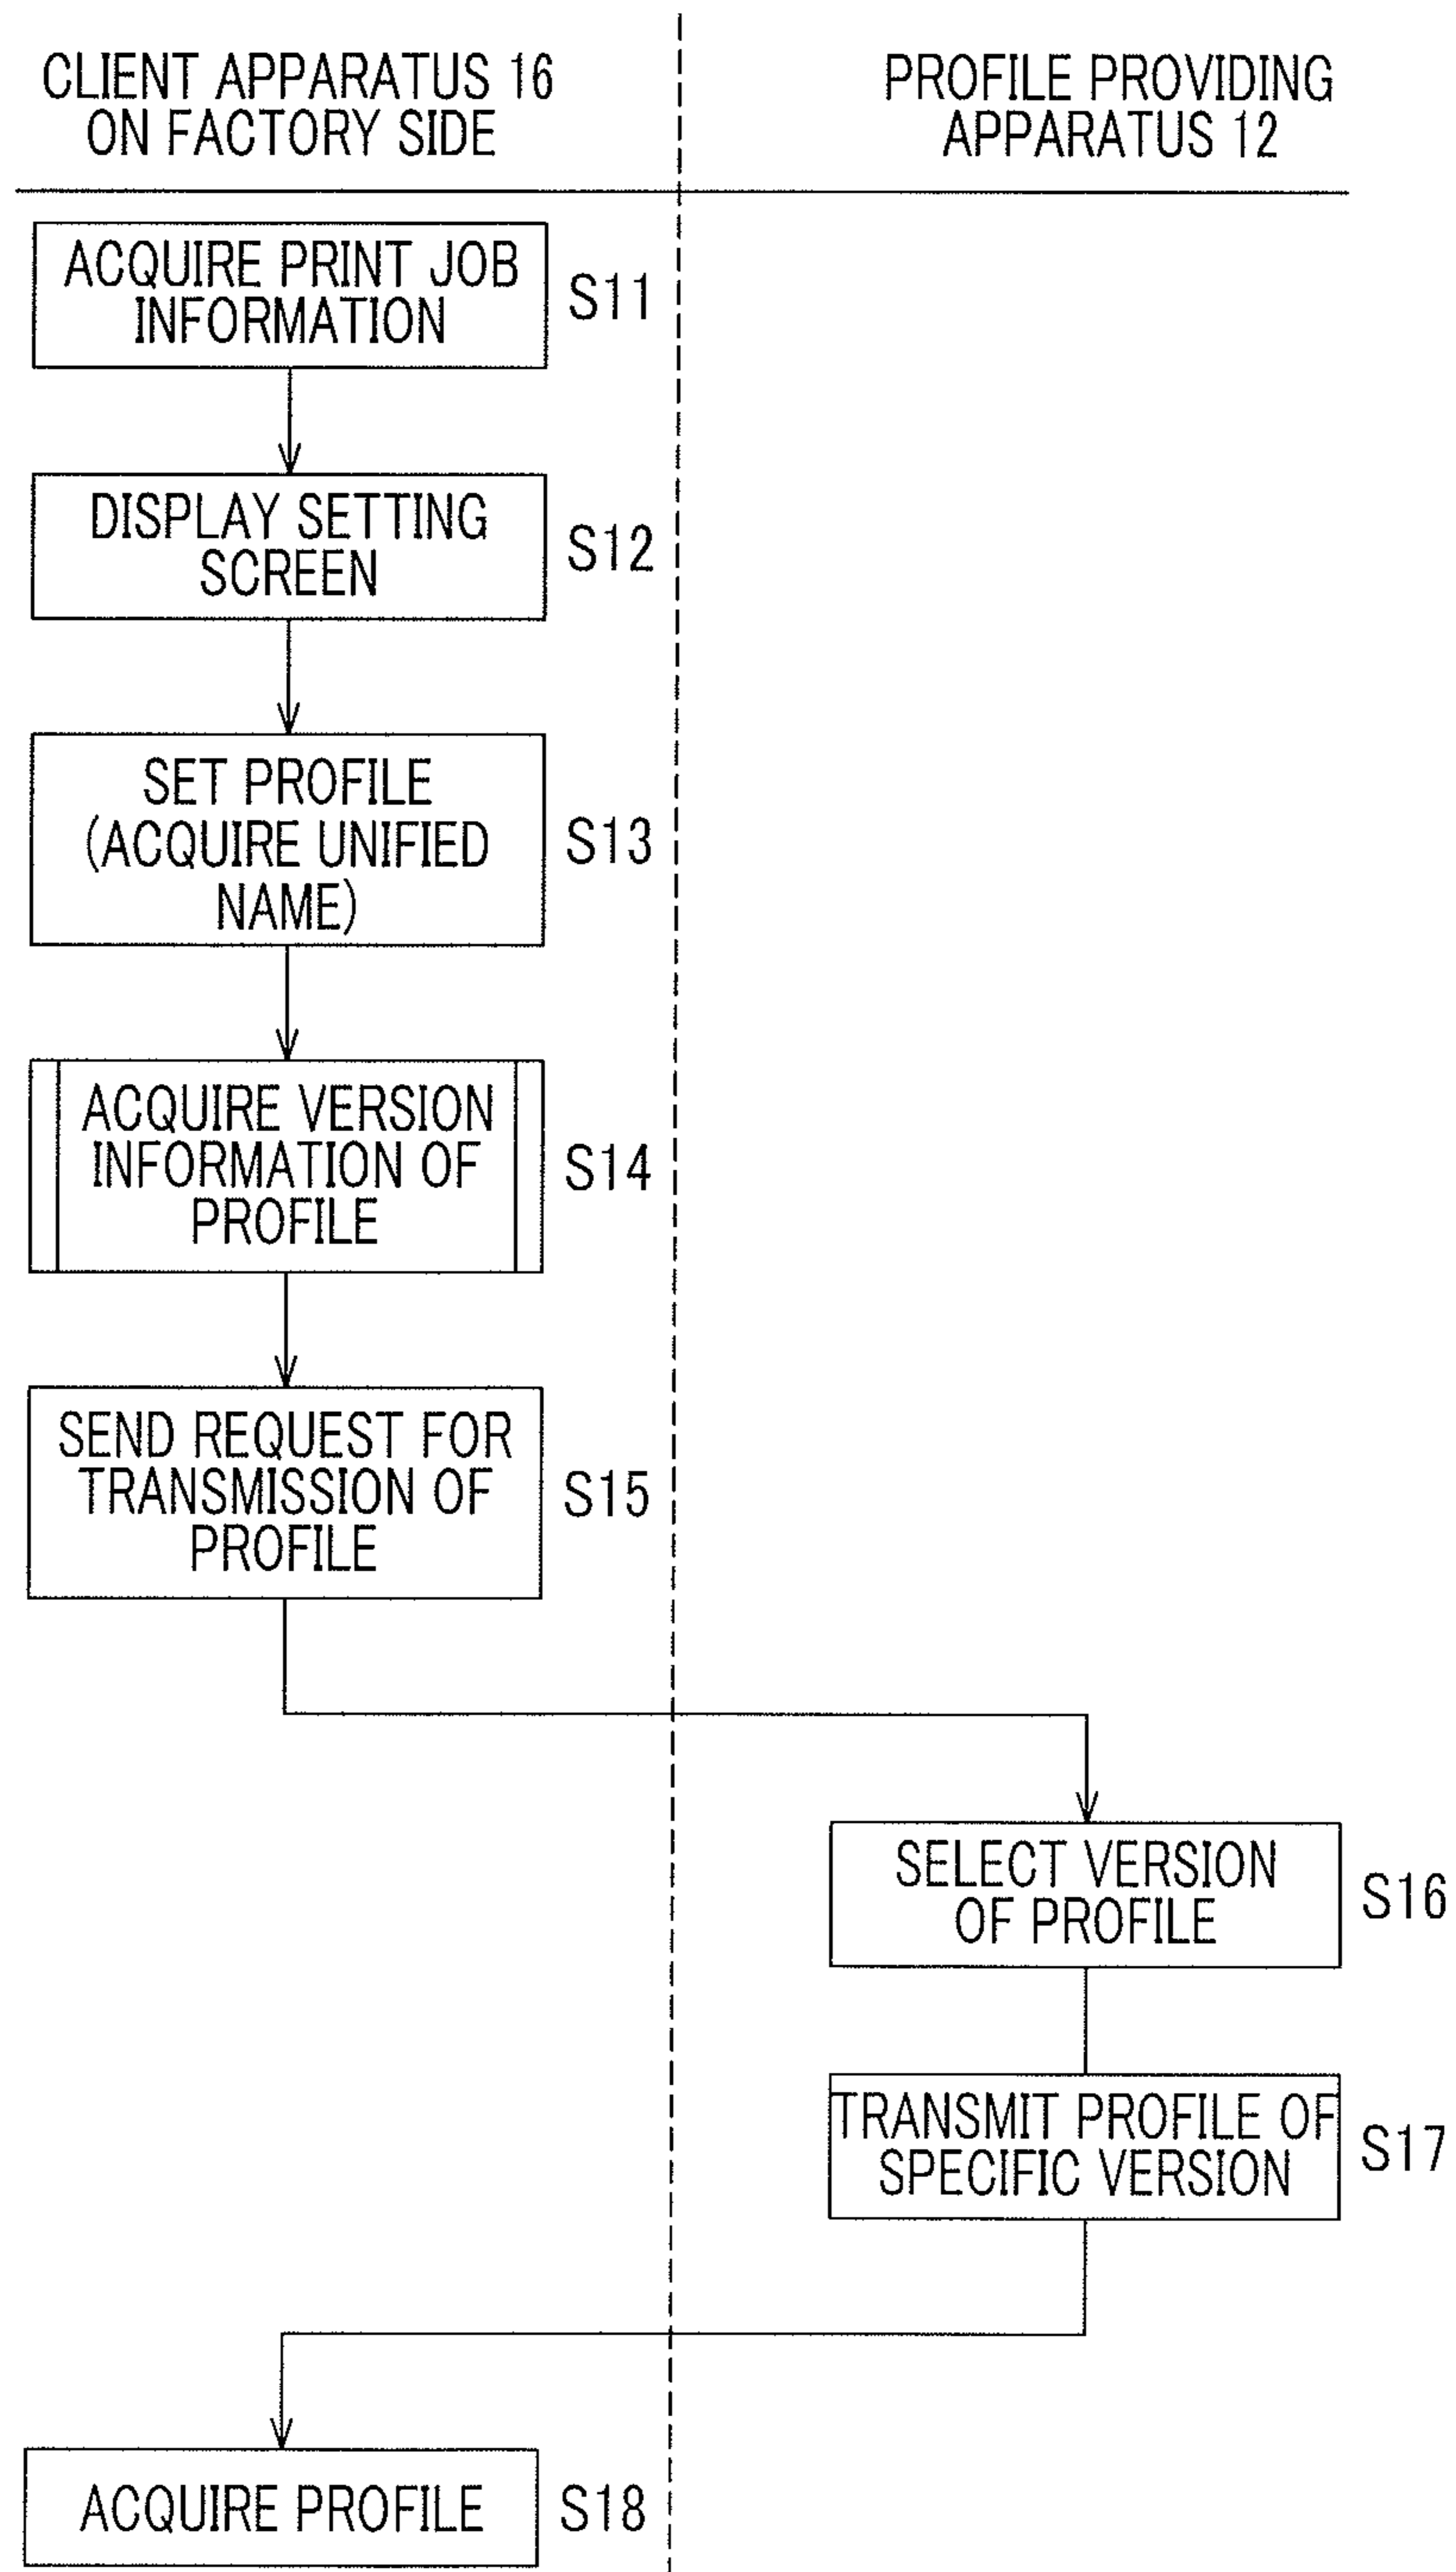 CLIENT APPARATUS 16
ON FACTORY SIDE
PROFILE PROVIDING
APPARATUS 12
ACQUIRE PRINT JOB
INFORMATION
S11
DISPLAY SETTING
SCREEN
S12
SET PROFILE
(ACQUIRE UNIFIED
NAME)
S13
ACQUIRE VERSION
INFORMATION OF
PROFILE
S14
SEND REQUEST FOR
TRANSMISSION OF
PROFILE
S15
SELECT VERSION
OF PROFILE
S16
TRANSMIT PROFILE OF
SPECIFIC VERSION
S17
ACQUIRE PROFILE
S18